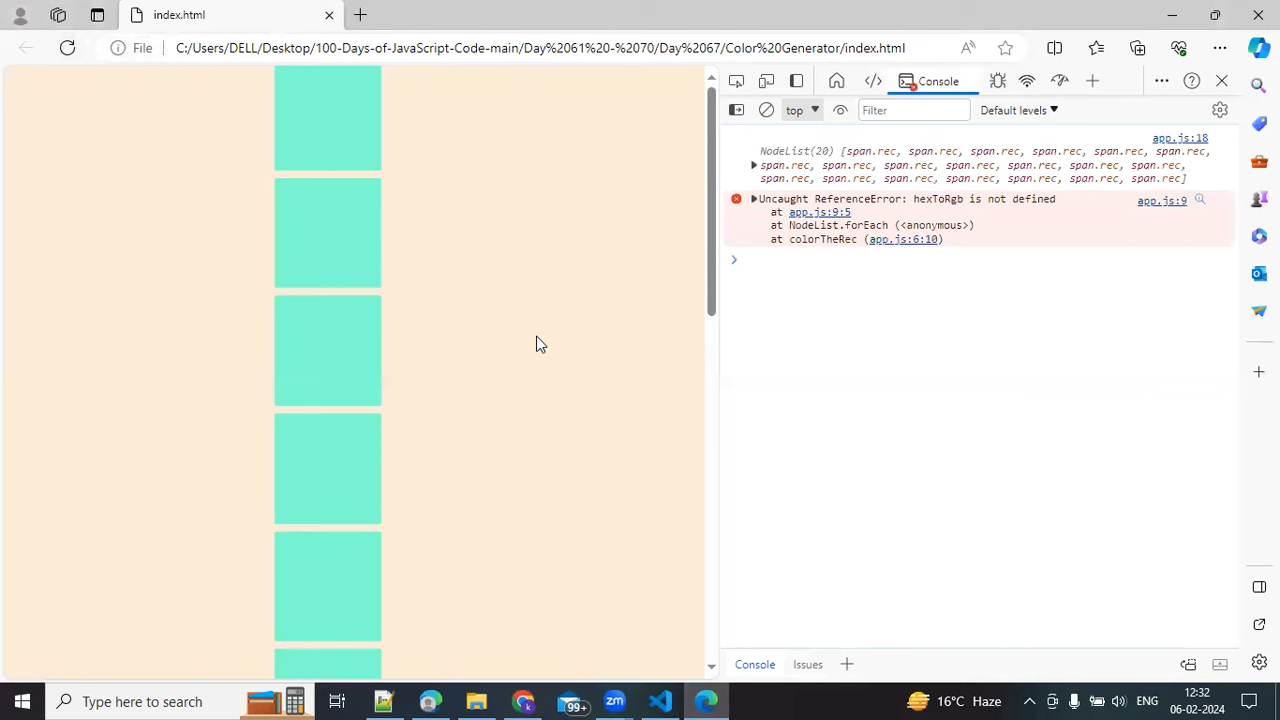 index.html
File
C:/Users/DELL/Desktop/100-Days-of-JavaScript-Code-main/Day%2061%20-%2070/Day%2067/Color%20Generator/index.html
Console
top
Filter
Default levels
app.js:18
NodeList(20) [span.rec, span.rec, span.rec, span.rec, span.rec, span.rec,
span.rec, span.rec, span.rec, span.rec, span.rec, span.rec, span.rec,
span.rec, span.rec, span.rec, span.rec, span.rec, span.rec, span.rec]
Uncaught ReferenceError: hexToRgb is not defined
app.js:9
at app.js:9:5
at NodeList.forEach (<anonymous>)
at colorTheRec (app.js:6:10)
Console
Issues
Type here to search
99+
zm
16°C Haze
ENG
12:32
06-02-2024